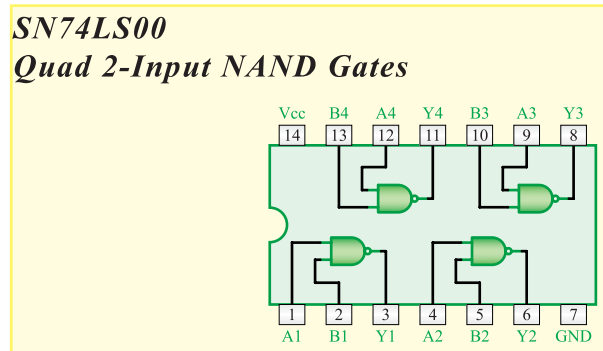 SN74LS00
Quad 2-Input NAND Gates
Vcc B4 A4 Y4 B3 A3 Y3
14 13 12 11 10 9 8
1 2 3 4 5 6 7
A1 B1 Y1 A2 B2 Y2 GND